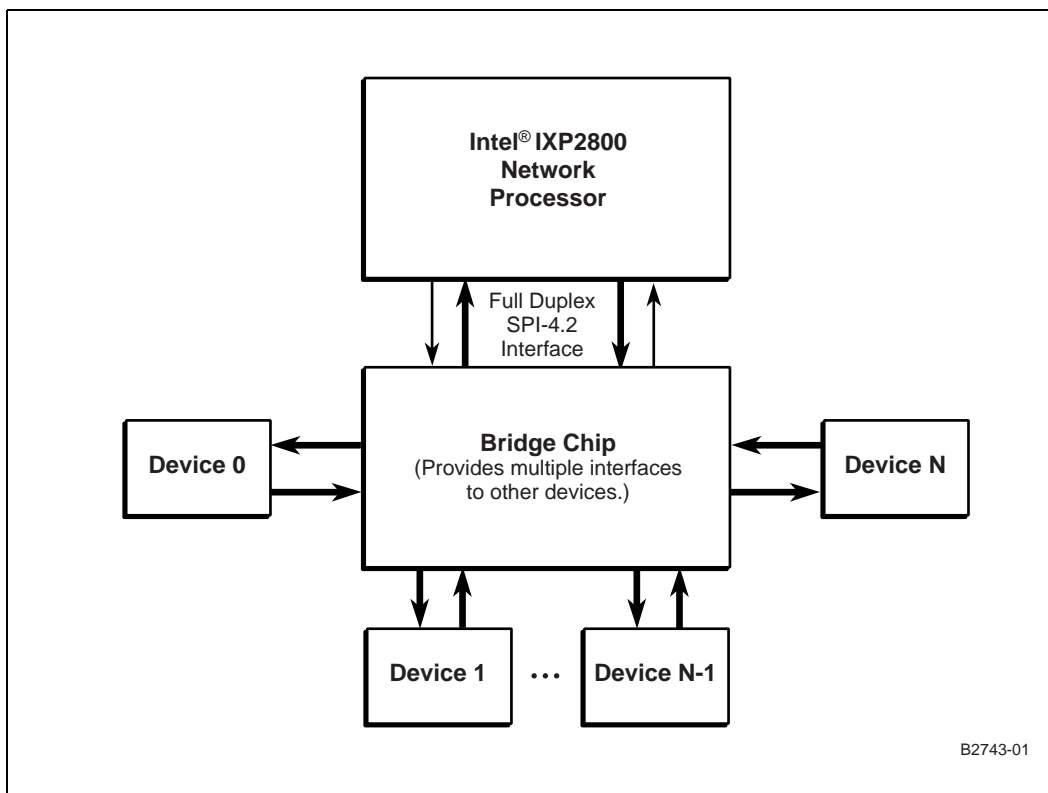 Intel® IXP2800
Network
Processor
Full Duplex
SPI-4.2
Interface
Device 0
Bridge Chip
(Provides multiple interfaces
to other devices.)
Device N
Device 1
...
Device N-1
B2743-01